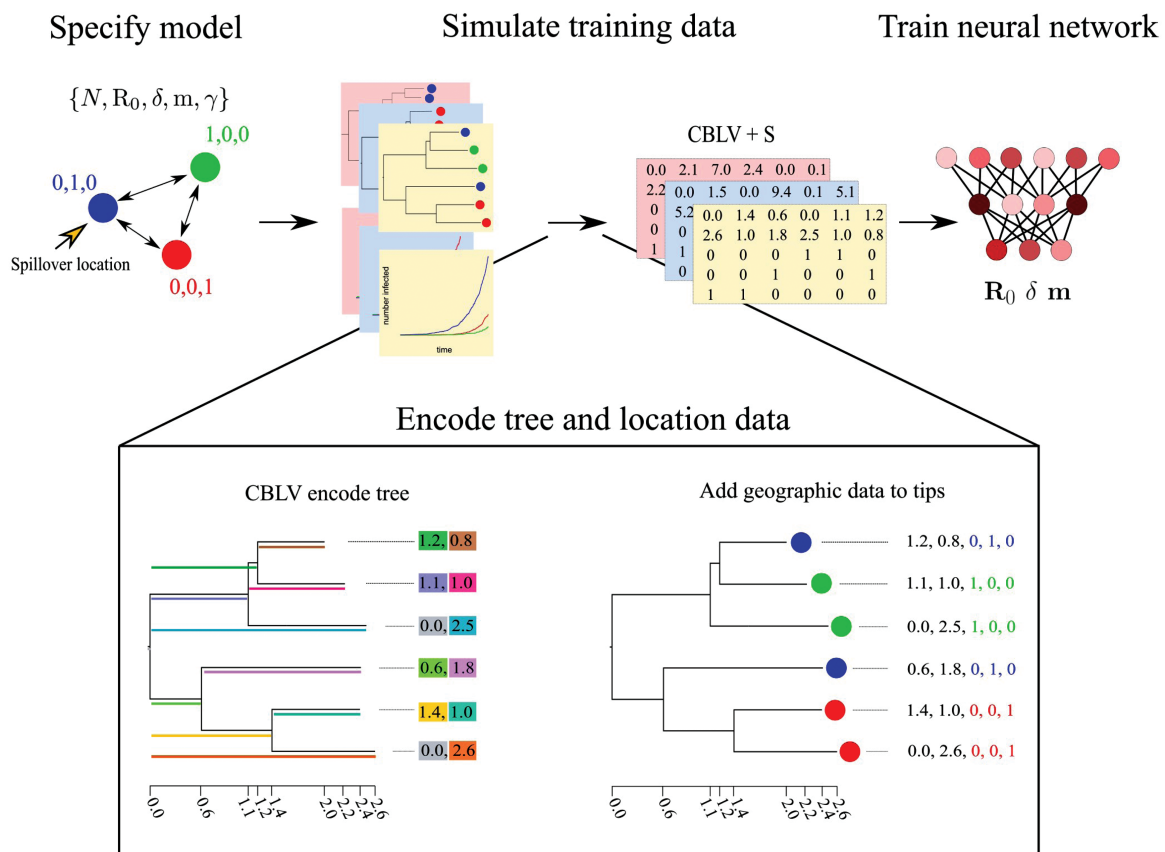 Specify model
Simulate training data
Train neural network
{N, R₀, δ, m, γ}
1,0,0
0,1,0
Spillover location
0,0,1
number infected
time
CBLV + S
0.0 2.1 7.0 2.4 0.0 0.1
2.2
0
0
1
0.0 1.5 0.0 9.4 0.1 5.1
5.2
0
1
0
0.0 1.4 0.6 0.0 1.1 1.2
2.6 1.0 1.8 2.5 1.0 0.8
0 0 0 1 1 0
0 0 1 0 0 1
1 1 0 0 0 0
R₀ δ m
Encode tree and location data
CBLV encode tree
1.2, 0.8
1.1, 1.0
0.0, 2.5
0.6, 1.8
1.4, 1.0
0.0, 2.6
0.0 0.6 1.1 1.2 1.4 2.0 2.2 2.4 2.6
Add geographic data to tips
1.2, 0.8, 0, 1, 0
1.1, 1.0, 1, 0, 0
0.0, 2.5, 1, 0, 0
0.6, 1.8, 0, 1, 0
1.4, 1.0, 0, 0, 1
0.0, 2.6, 0, 0, 1
0.0 0.6 1.1 1.2 1.4 2.0 2.2 2.4 2.6